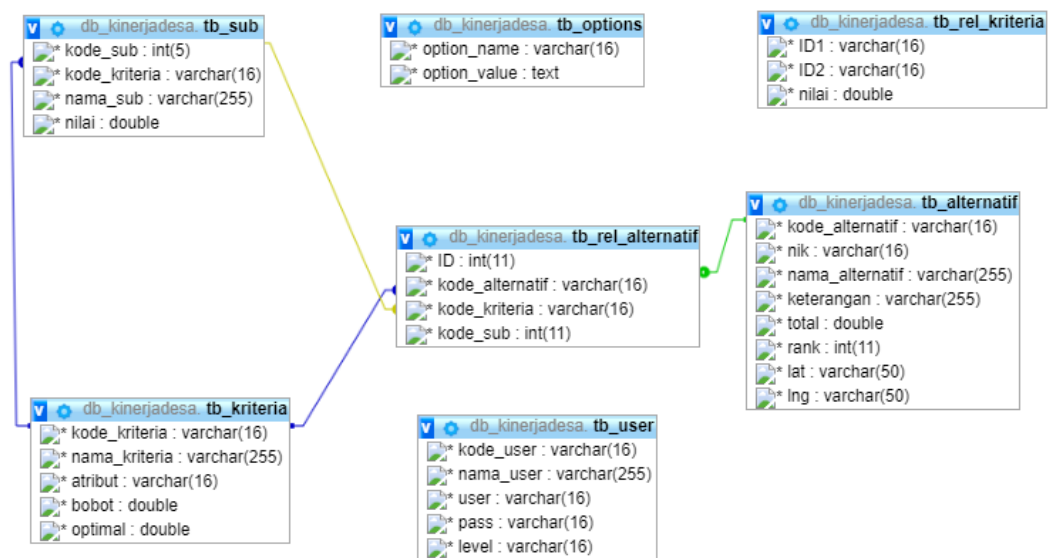 v db_kinerjadesa. tb_sub
* kode_sub : int(5)
* kode_kriteria : varchar(16)
* nama_sub : varchar(255)
* nilai : double
v db_kinerjadesa. tb_options
* option_name : varchar(16)
* option_value : text
v db_kinerjadesa. tb_rel_kriteria
* ID1 : varchar(16)
* ID2 : varchar(16)
* nilai : double
v db_kinerjadesa. tb_rel_alternatif
* ID : int(11)
* kode_alternatif : varchar(16)
* kode_kriteria : varchar(16)
* kode_sub : int(11)
v db_kinerjadesa. tb_alternatif
* kode_alternatif : varchar(16)
* nik : varchar(16)
* nama_alternatif : varchar(255)
* keterangan : varchar(255)
* total : double
* rank : int(11)
* lat : varchar(50)
* lng : varchar(50)
v db_kinerjadesa. tb_kriteria
* kode_kriteria : varchar(16)
* nama_kriteria : varchar(255)
* atribut : varchar(16)
* bobot : double
* optimal : double
v db_kinerjadesa. tb_user
* kode_user : varchar(16)
* nama_user : varchar(255)
* user : varchar(16)
* pass : varchar(16)
* level : varchar(16)